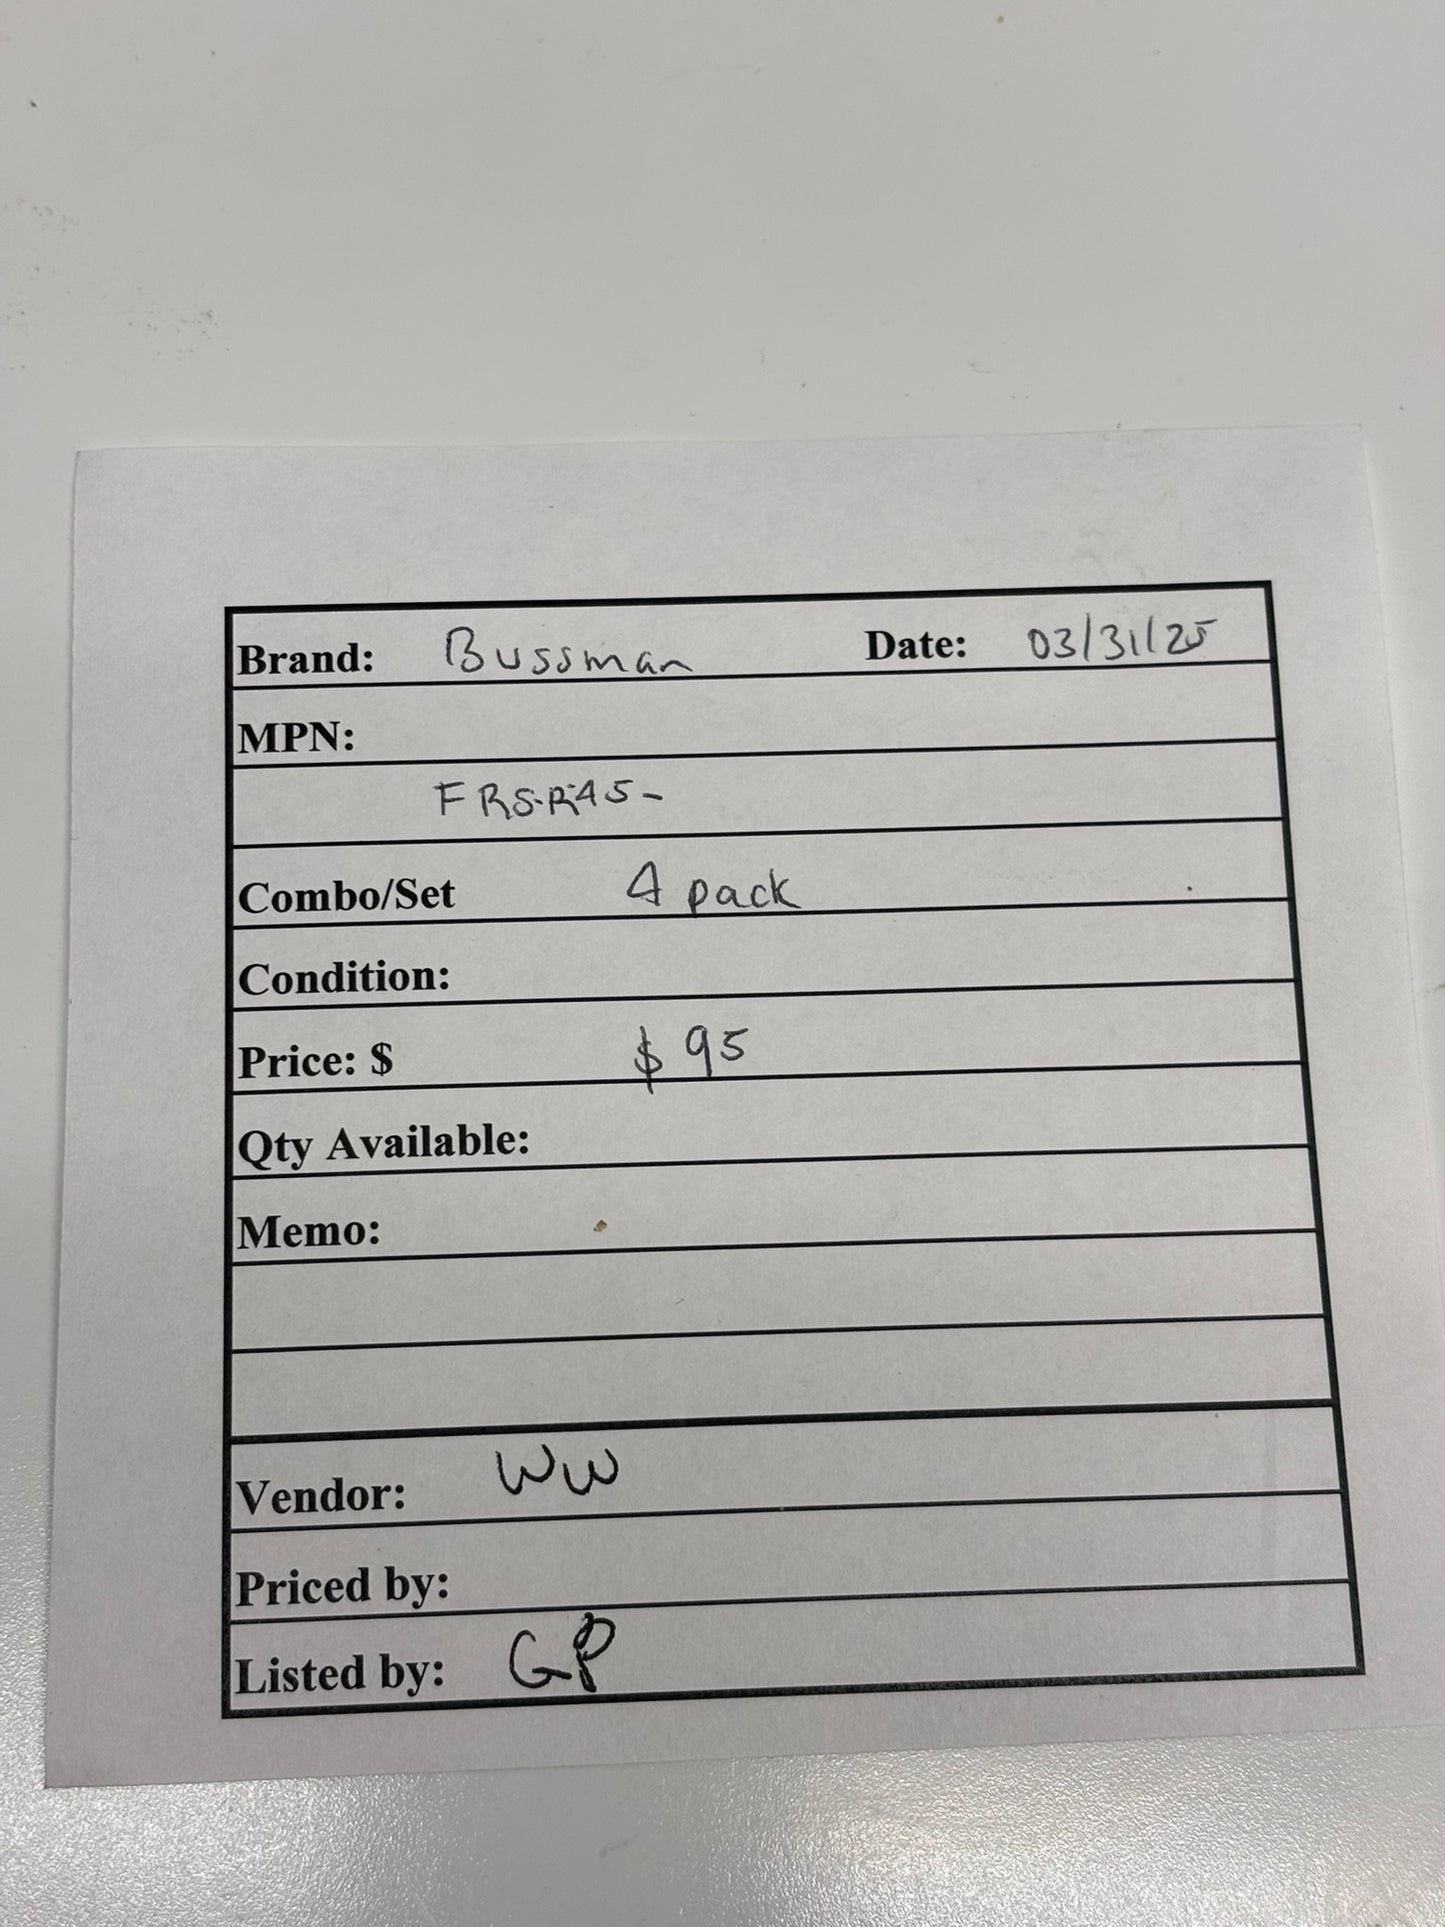 Brand: Bussman Date: 03/31/25
MPN:
FRS-R-45-
Combo/Set 4 pack
Condition:
Price: $ $95
Qty Available:
Memo:
Vendor: WW
Priced by:
Listed by: GP